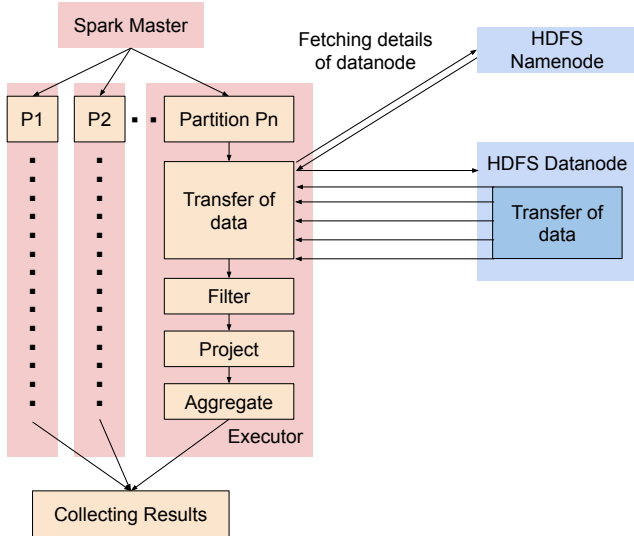 Spark Master
Fetching details
of datanode
HDFS
Namenode
P1
P2
Partition Pn
HDFS Datanode
Transfer of
data
Transfer of
data
Filter
Project
Aggregate
Executor
Collecting Results